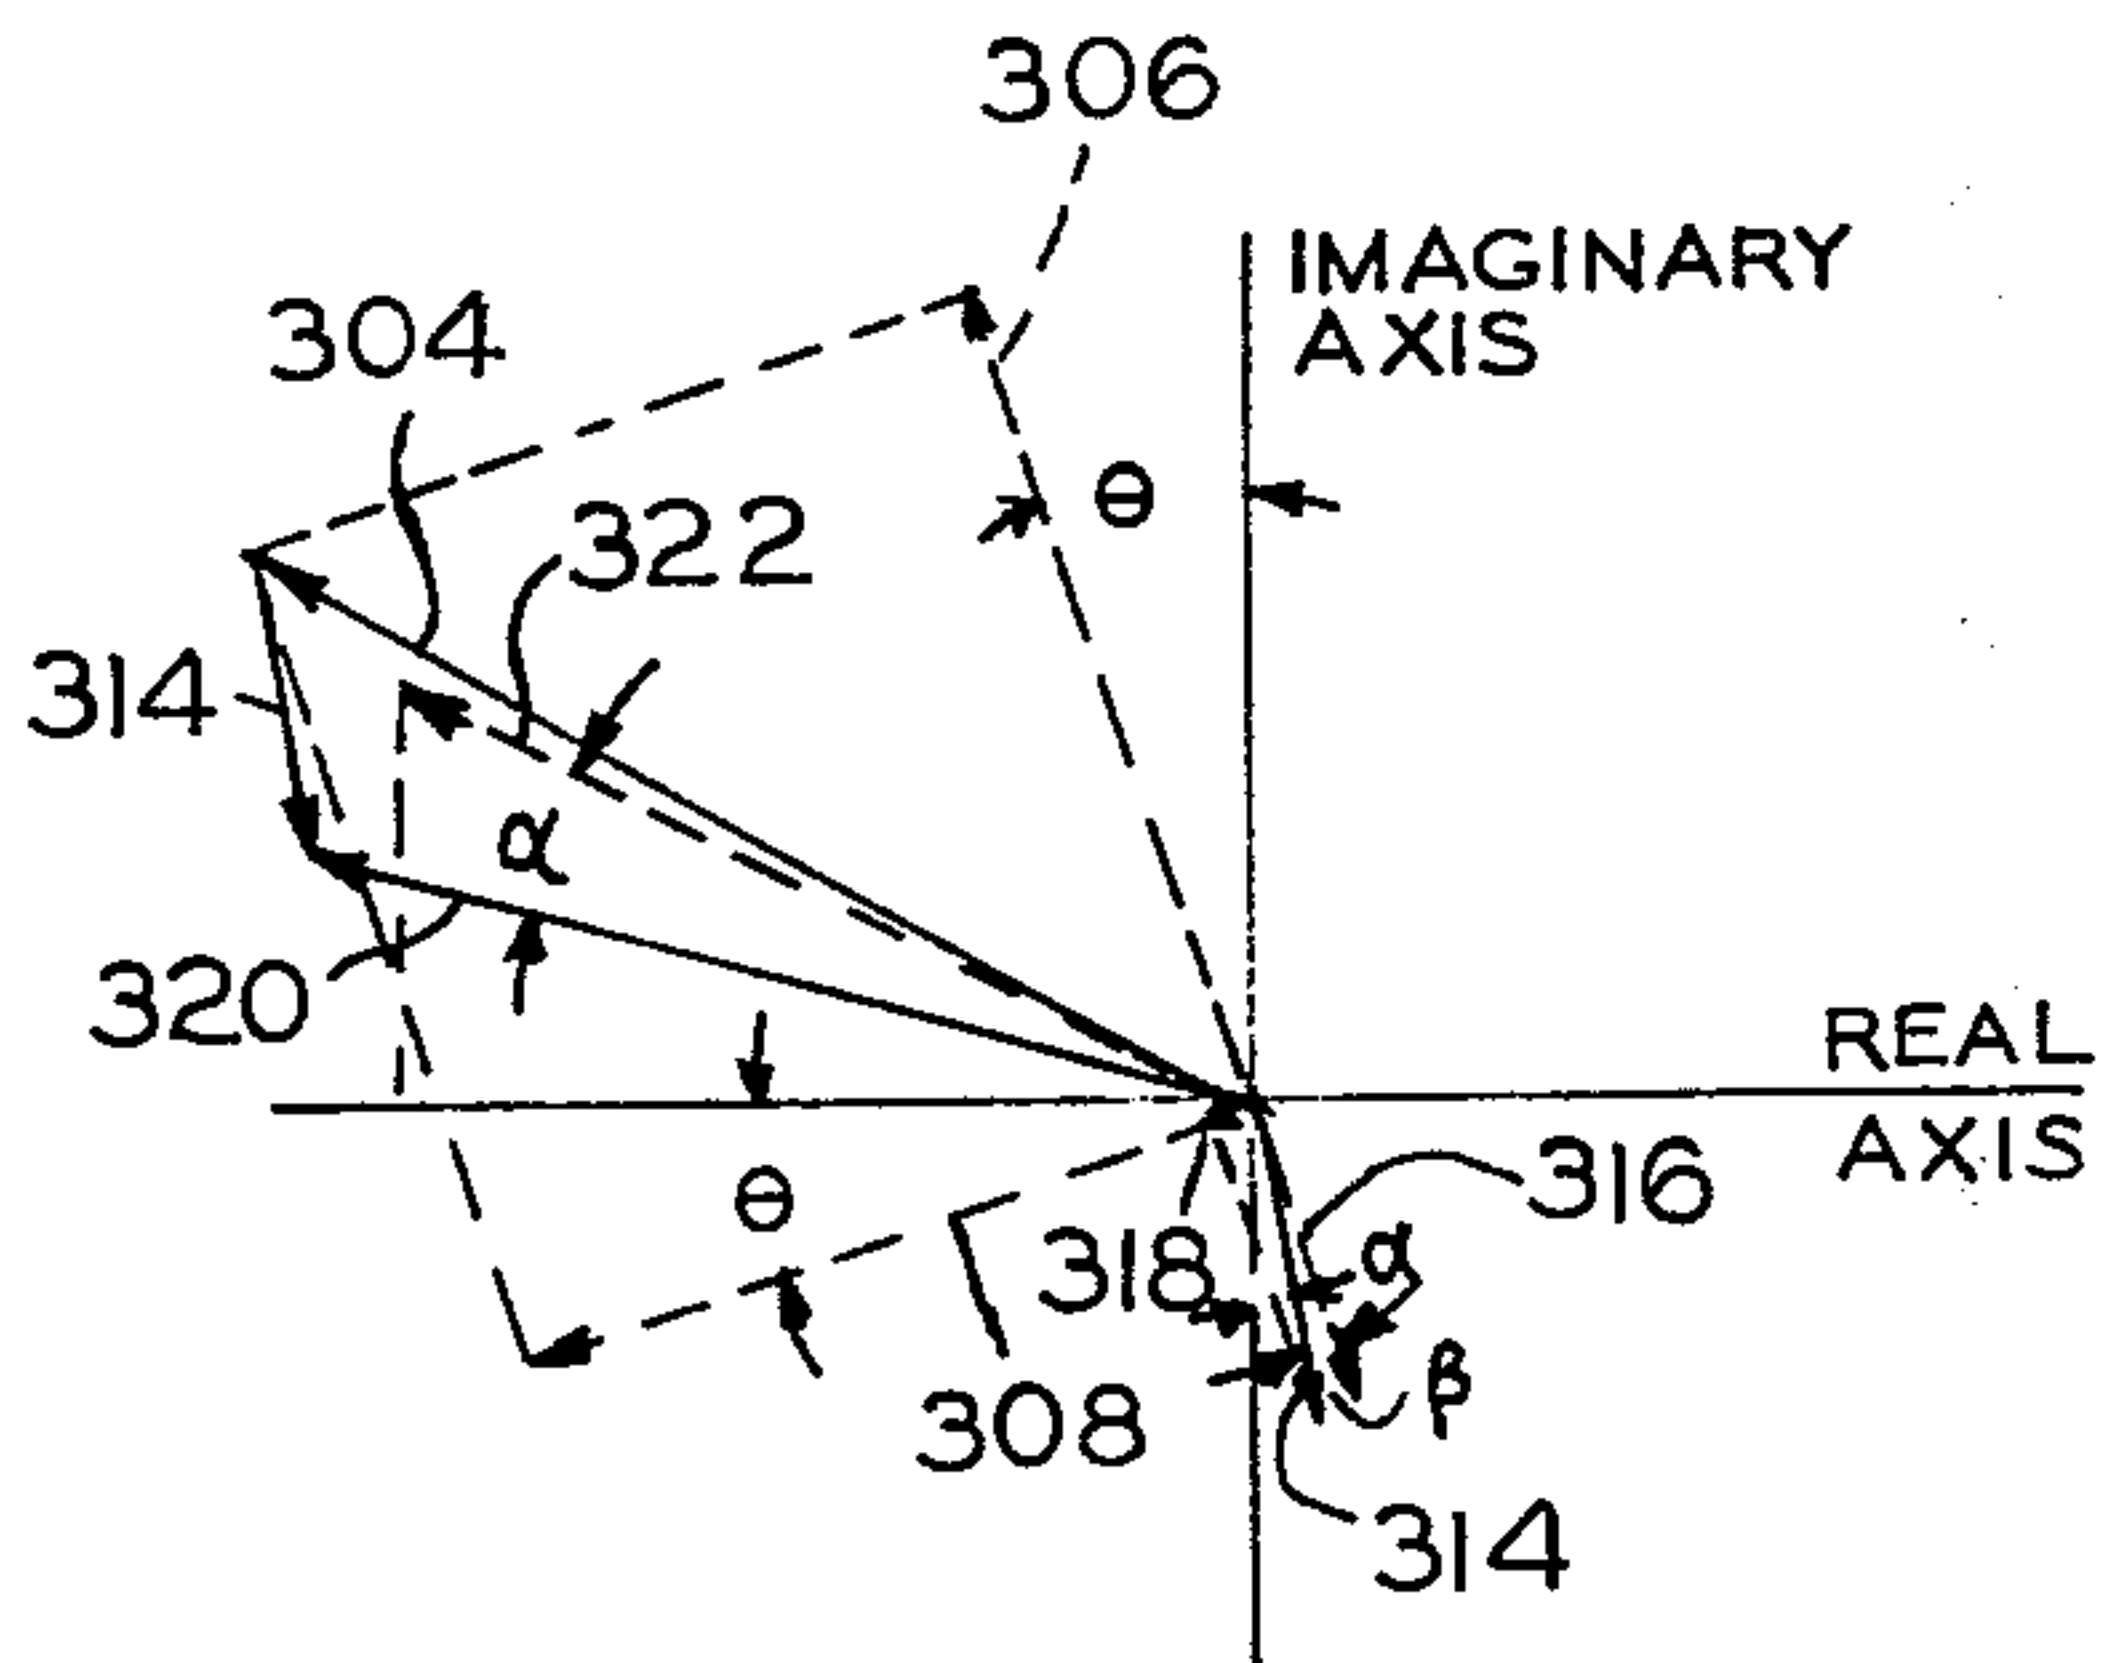 306
IMAGINARY
AXIS
304
θ
322
314
α
320
REAL
AXIS
θ
316
318
α
308
β
314